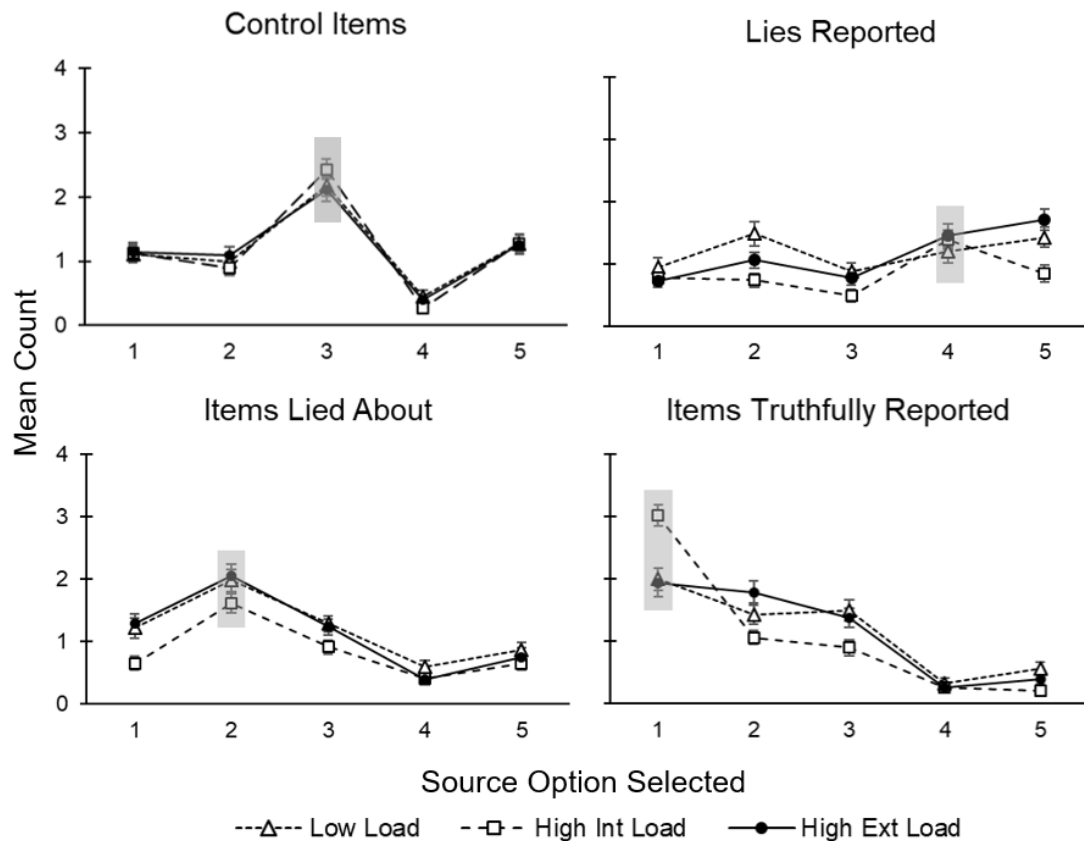 Control Items
Lies Reported
4
3
2
1
0
1 2 3 4 5
1 2 3 4 5
Mean Count
Items Lied About
Items Truthfully Reported
4
3
2
1
0
1 2 3 4 5
1 2 3 4 5
Source Option Selected
Low Load High Int Load High Ext Load